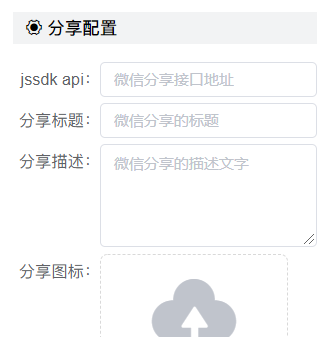 分享配置
jssdk api： 微信分享接口地址
分享标题： 微信分享的标题
分享描述： 微信分享的描述文字
分享图标：